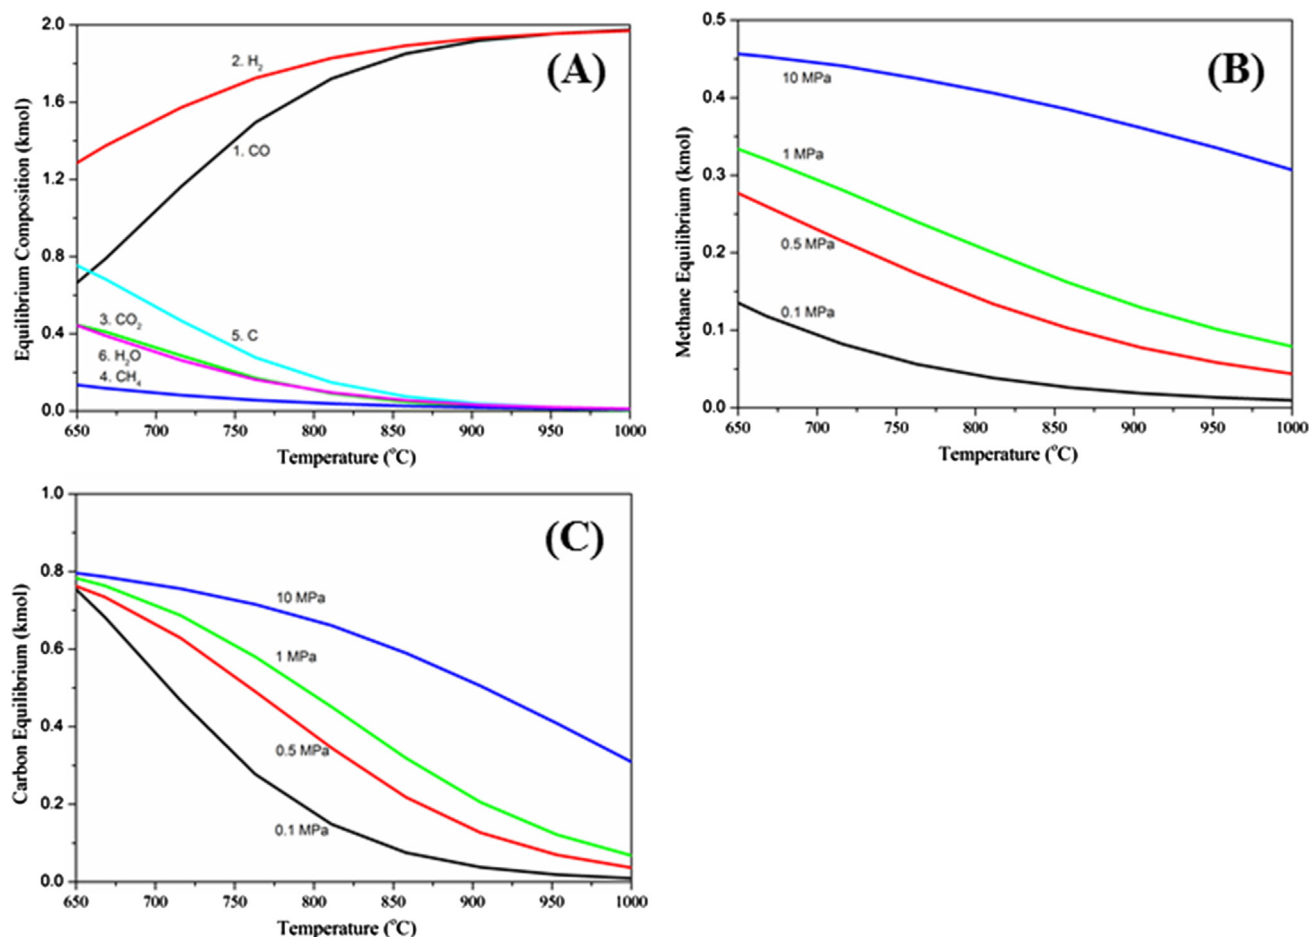 (A)
Equilibrium Composition (kmol)
2.0
1.6
1.2
0.8
0.4
0.0
2. H₂
1. CO
3. CO₂
5. C
6. H₂O
4. CH₄
650 700 750 800 850 900 950 1000
Temperature (°C)
(B)
Methane Equilibrium (kmol)
0.5
0.4
0.3
0.2
0.1
0.0
10 MPa
1 MPa
0.5 MPa
0.1 MPa
650 700 750 800 850 900 950 1000
Temperature (°C)
(C)
Carbon Equilibrium (kmol)
1.0
0.8
0.6
0.4
0.2
0.0
10 MPa
1 MPa
0.5 MPa
0.1 MPa
650 700 750 800 850 900 950 1000
Temperature (°C)